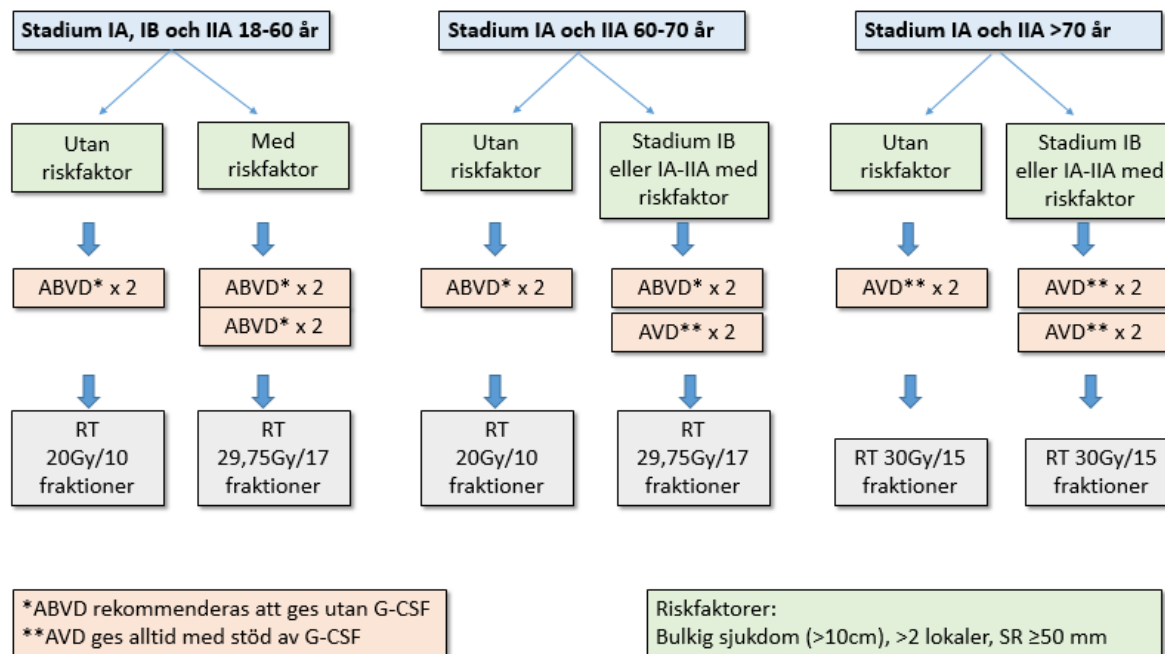 Stadium IA, IB och IIA 18-60 år
Utan
riskfaktor
Med
riskfaktor
ABVD* x 2
ABVD* x 2
ABVD* x 2
RT
20Gy/10
fraktioner
RT
29,75Gy/17
fraktioner
Stadium IA och IIA 60-70 år
Utan
riskfaktor
Stadium IB
eller IA-IIA med
riskfaktor
ABVD* x 2
ABVD* x 2
AVD** x 2
RT
20Gy/10
fraktioner
RT
29,75Gy/17
fraktioner
Stadium IA och IIA >70 år
Utan
riskfaktor
Stadium IB
eller IA-IIA med
riskfaktor
AVD** x 2
AVD** x 2
AVD** x 2
RT 30Gy/15
fraktioner
RT 30Gy/15
fraktioner
*ABVD rekommenderas att ges utan G-CSF
**AVD ges alltid med stöd av G-CSF
Riskfaktorer:
Bulkig sjukdom (>10cm), >2 lokaler, SR ≥50 mm